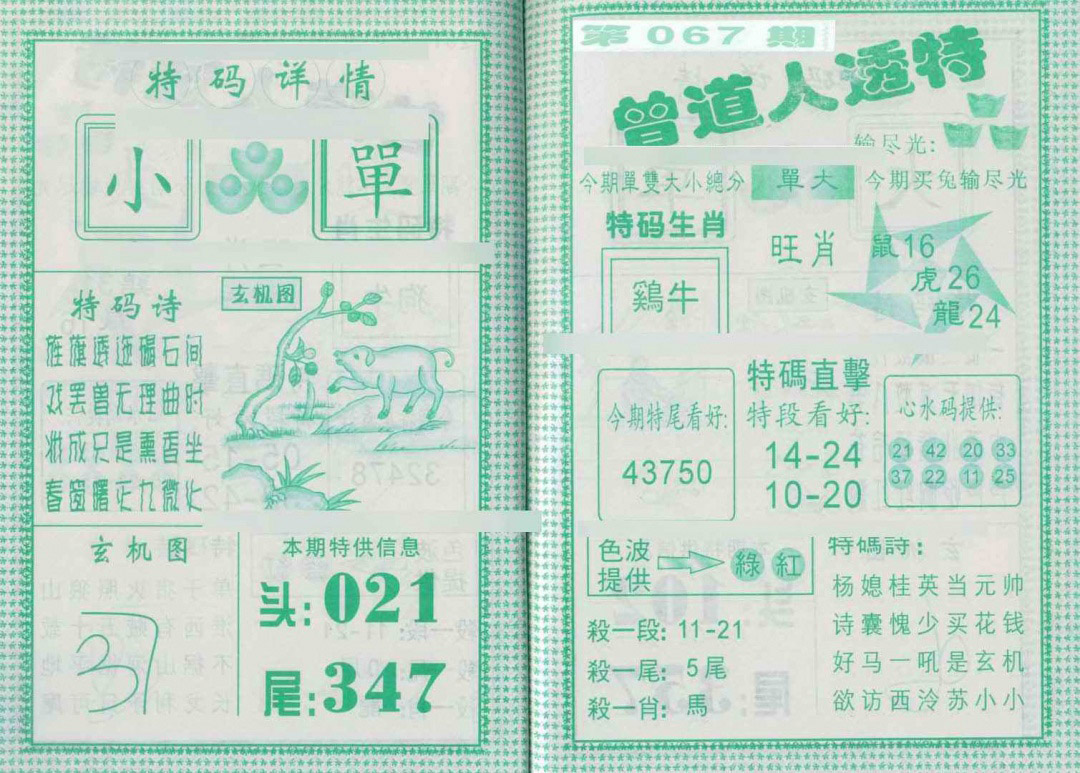 特码详情
小
單
特码诗
玄机图
玄机图
本期特供信息
头:021
尾:347
第067期
曾道人透特
输尽光:
今期單雙大小總分
單大
今期买兔输尽光
特码生肖
鷄牛
旺肖
鼠16
虎26
龍24
今期特尾看好:
43750
特碼直擊
特段看好:
14-24
10-20
心水码提供:
21 42 20 33
37 22 11 25
色波
提供
綠 紅
殺一段: 11-21
殺一尾: 5尾
殺一肖: 馬
特碼詩:
杨媳桂英当元帅
诗囊愧少买花钱
好马一吼是玄机
欲访西泠苏小小